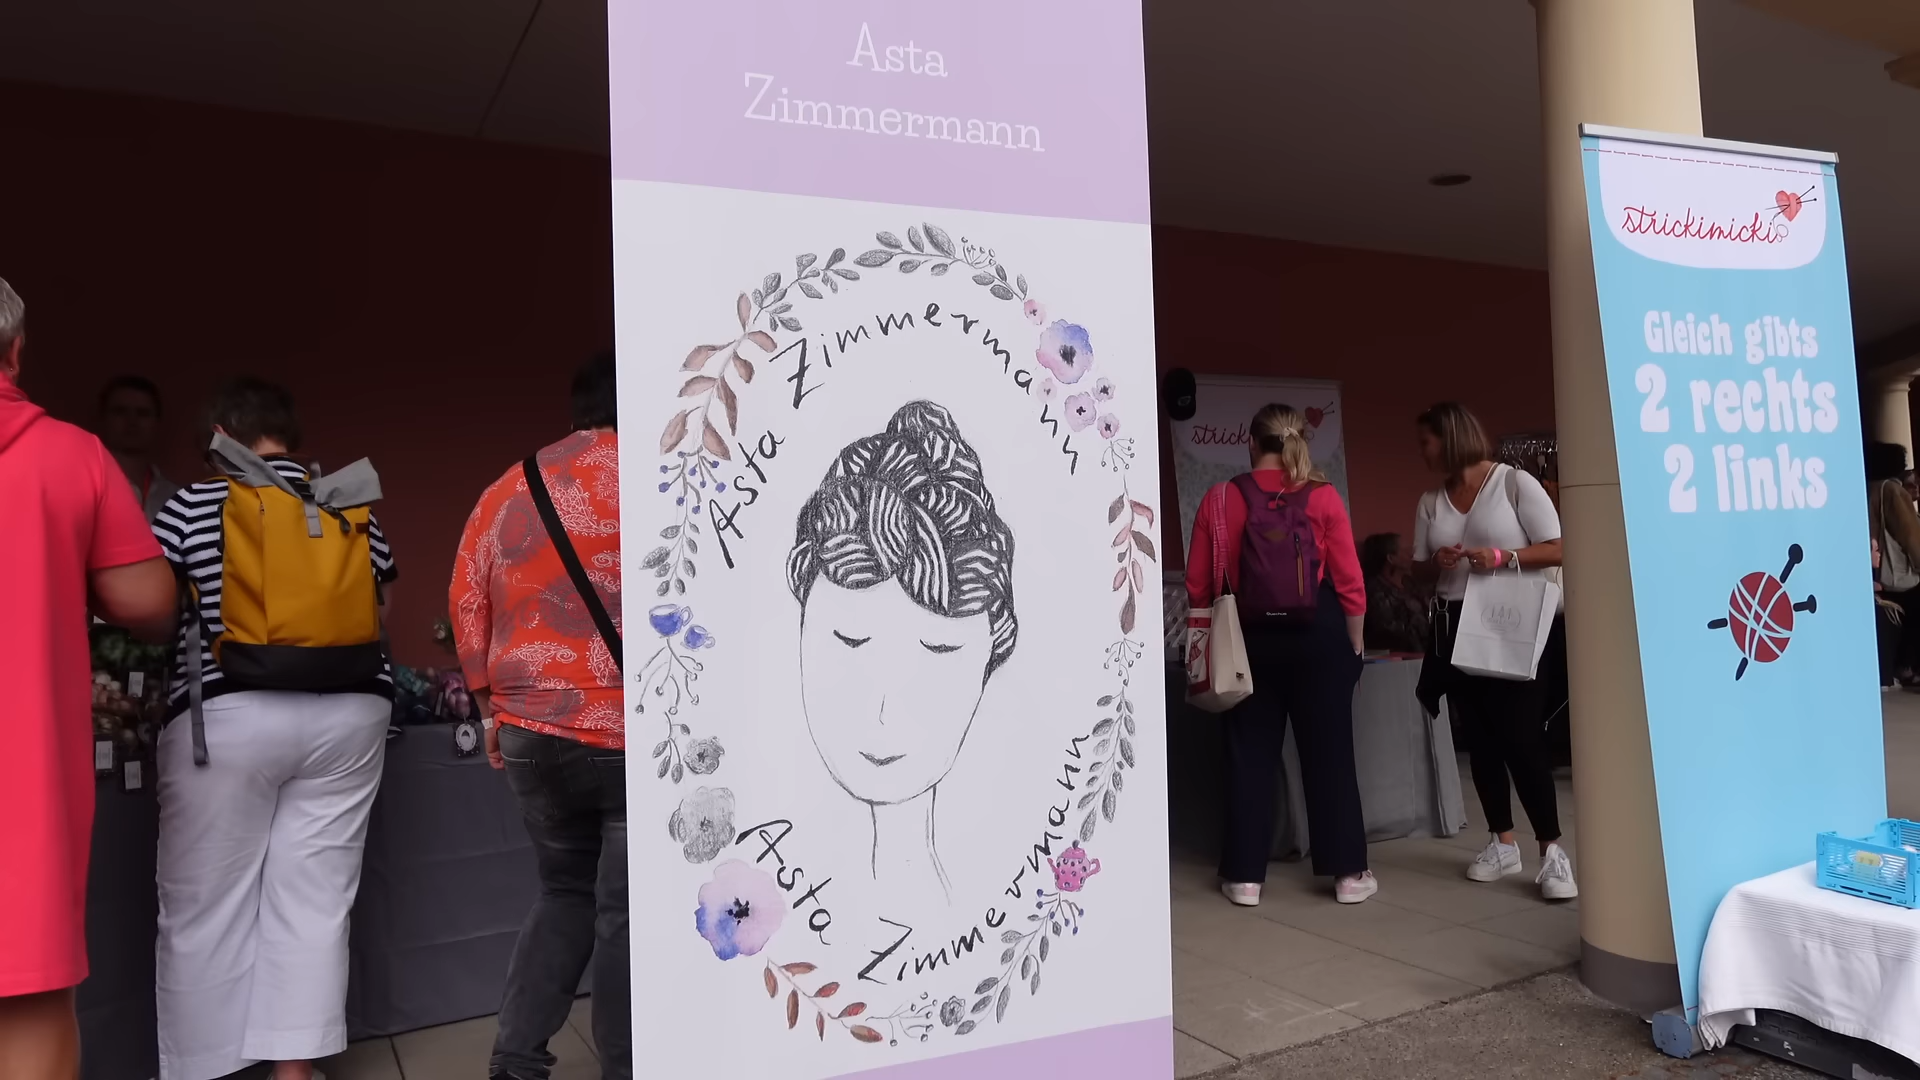 Asta
Zimmermann
Asta Zimmermann
Asta Zimmermann
strickimicki
Gleich gibts
2 rechts
2 links